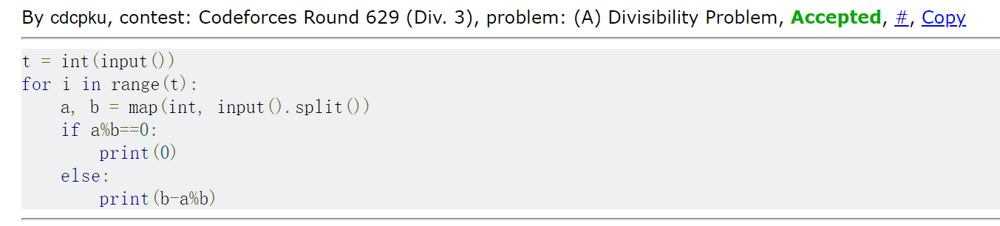 By cdcpku, contest: Codeforces Round 629 (Div. 3), problem: (A) Divisibility Problem, Accepted, #, Copy
t = int(input())
for i in range(t):
    a, b = map(int, input().split())
    if a%b==0:
        print(0)
    else:
        print(b-a%b)